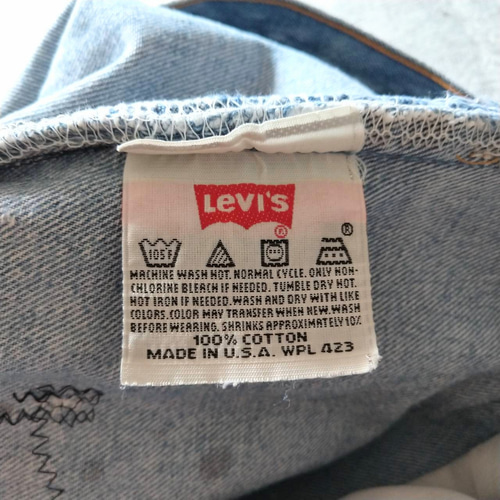 Levi's
®
105F
®
MACHINE WASH HOT. NORMAL CYCLE. ONLY NON-
CHLORINE BLEACH IF NEEDED. TUMBLE DRY HOT.
HOT IRON IF NEEDED. WASH AND DRY WITH LIKE
COLORS. COLOR MAY TRANSFER WHEN NEW. WASH
BEFORE WEARING. SHRINKS APPROXIMATELY 10%
100% COTTON
MADE IN U.S.A. WPL 423